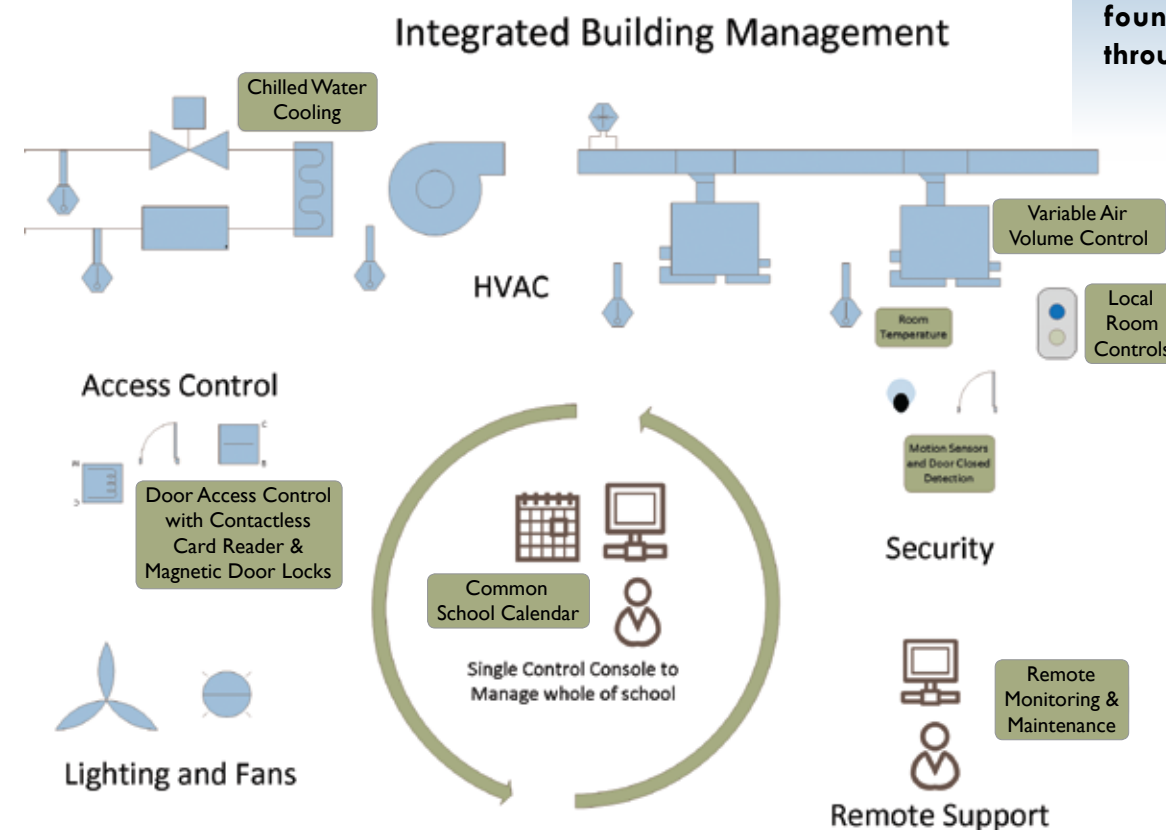 Integrated Building Management
foun
throu
Chilled Water
Cooling
Variable Air
Volume Control
HVAC
Local
Room
Controls
Room
Temperature
Access Control
C
B
Door Access Control
with Contactless
Card Reader &
Magnetic Door Locks
Motion Sensors
and Door Closed
Detection
Security
Common
School Calendar
Single Control Console to
Manage whole of school
Remote
Monitoring &
Maintenance
Lighting and Fans
Remote Support